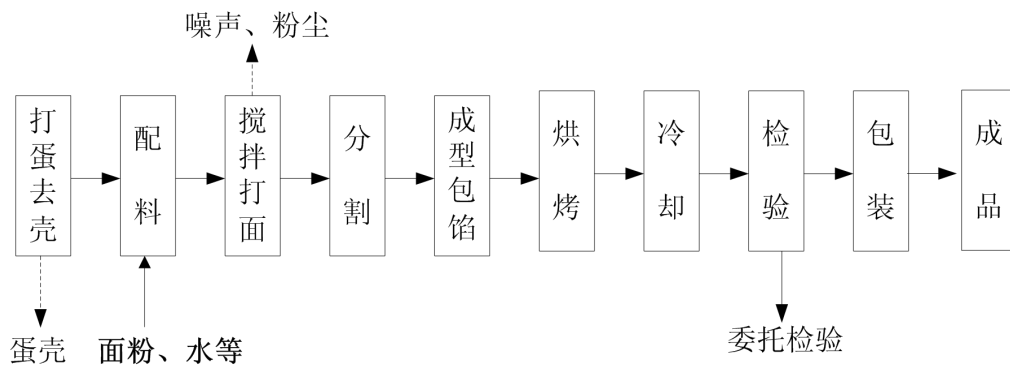 噪声、粉尘
打蛋去壳
配料
搅拌打面
分割
成型包馅
烘烤
冷却
检验
包装
成品
蛋壳
面粉、水等
委托检验